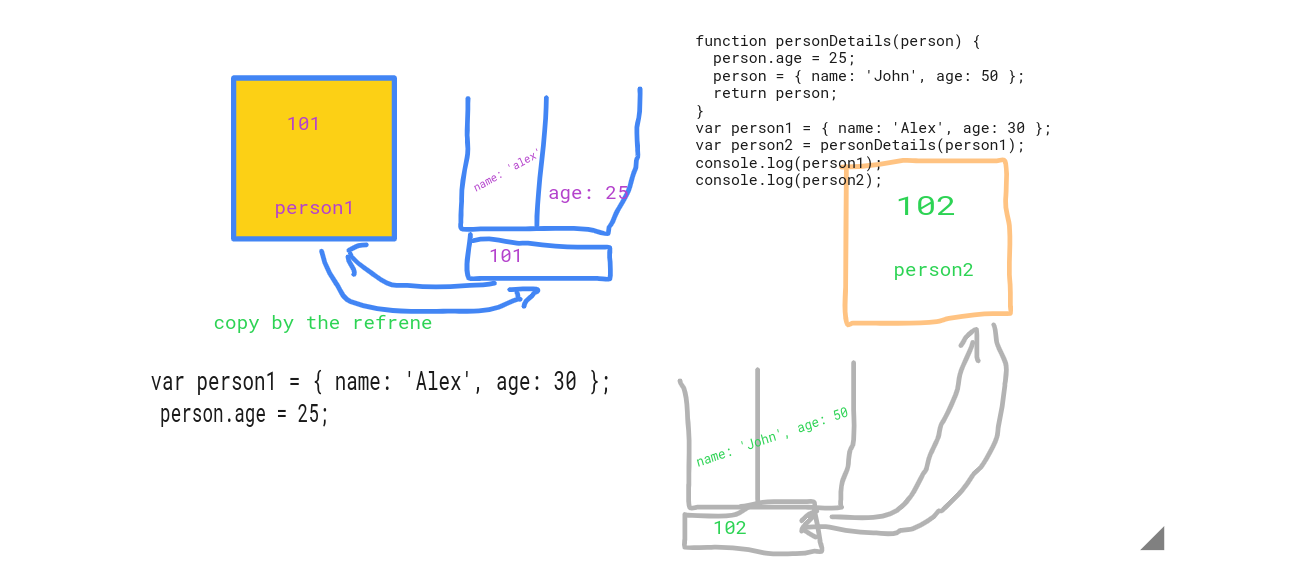 101
person1
name: 'alex'
age: 25
101
copy by the refrene
var person1 = { name: 'Alex', age: 30 };
person.age = 25;
function personDetails(person) {
  person.age = 25;
  person = { name: 'John', age: 50 };
  return person;
}
var person1 = { name: 'Alex', age: 30 };
var person2 = personDetails(person1);
console.log(person1);
console.log(person2);
102
person2
name: 'John', age: 50
102